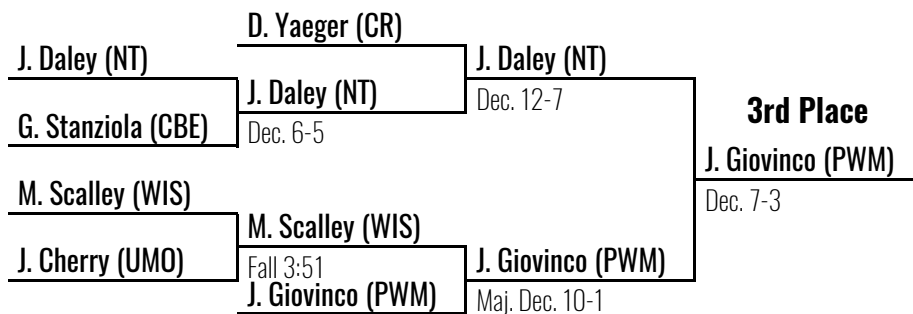 D. Yaeger (CR)
J. Daley (NT)
J. Daley (NT)
J. Daley (NT)
Dec. 12-7
G. Stanziola (CBE)
Dec. 6-5
3rd Place
J. Giovinco (PWM)
Dec. 7-3
M. Scalley (WIS)
M. Scalley (WIS)
J. Cherry (UMO)
Fall 3:51
J. Giovinco (PWM)
J. Giovinco (PWM)
Maj. Dec. 10-1